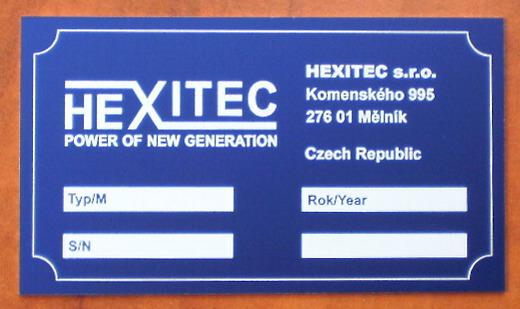 HEXITEC
POWER OF NEW GENERATION
HEXITEC s.r.o.
Komenského 995
276 01 Mělník
Czech Republic
Typ/M
Rok/Year
S/N